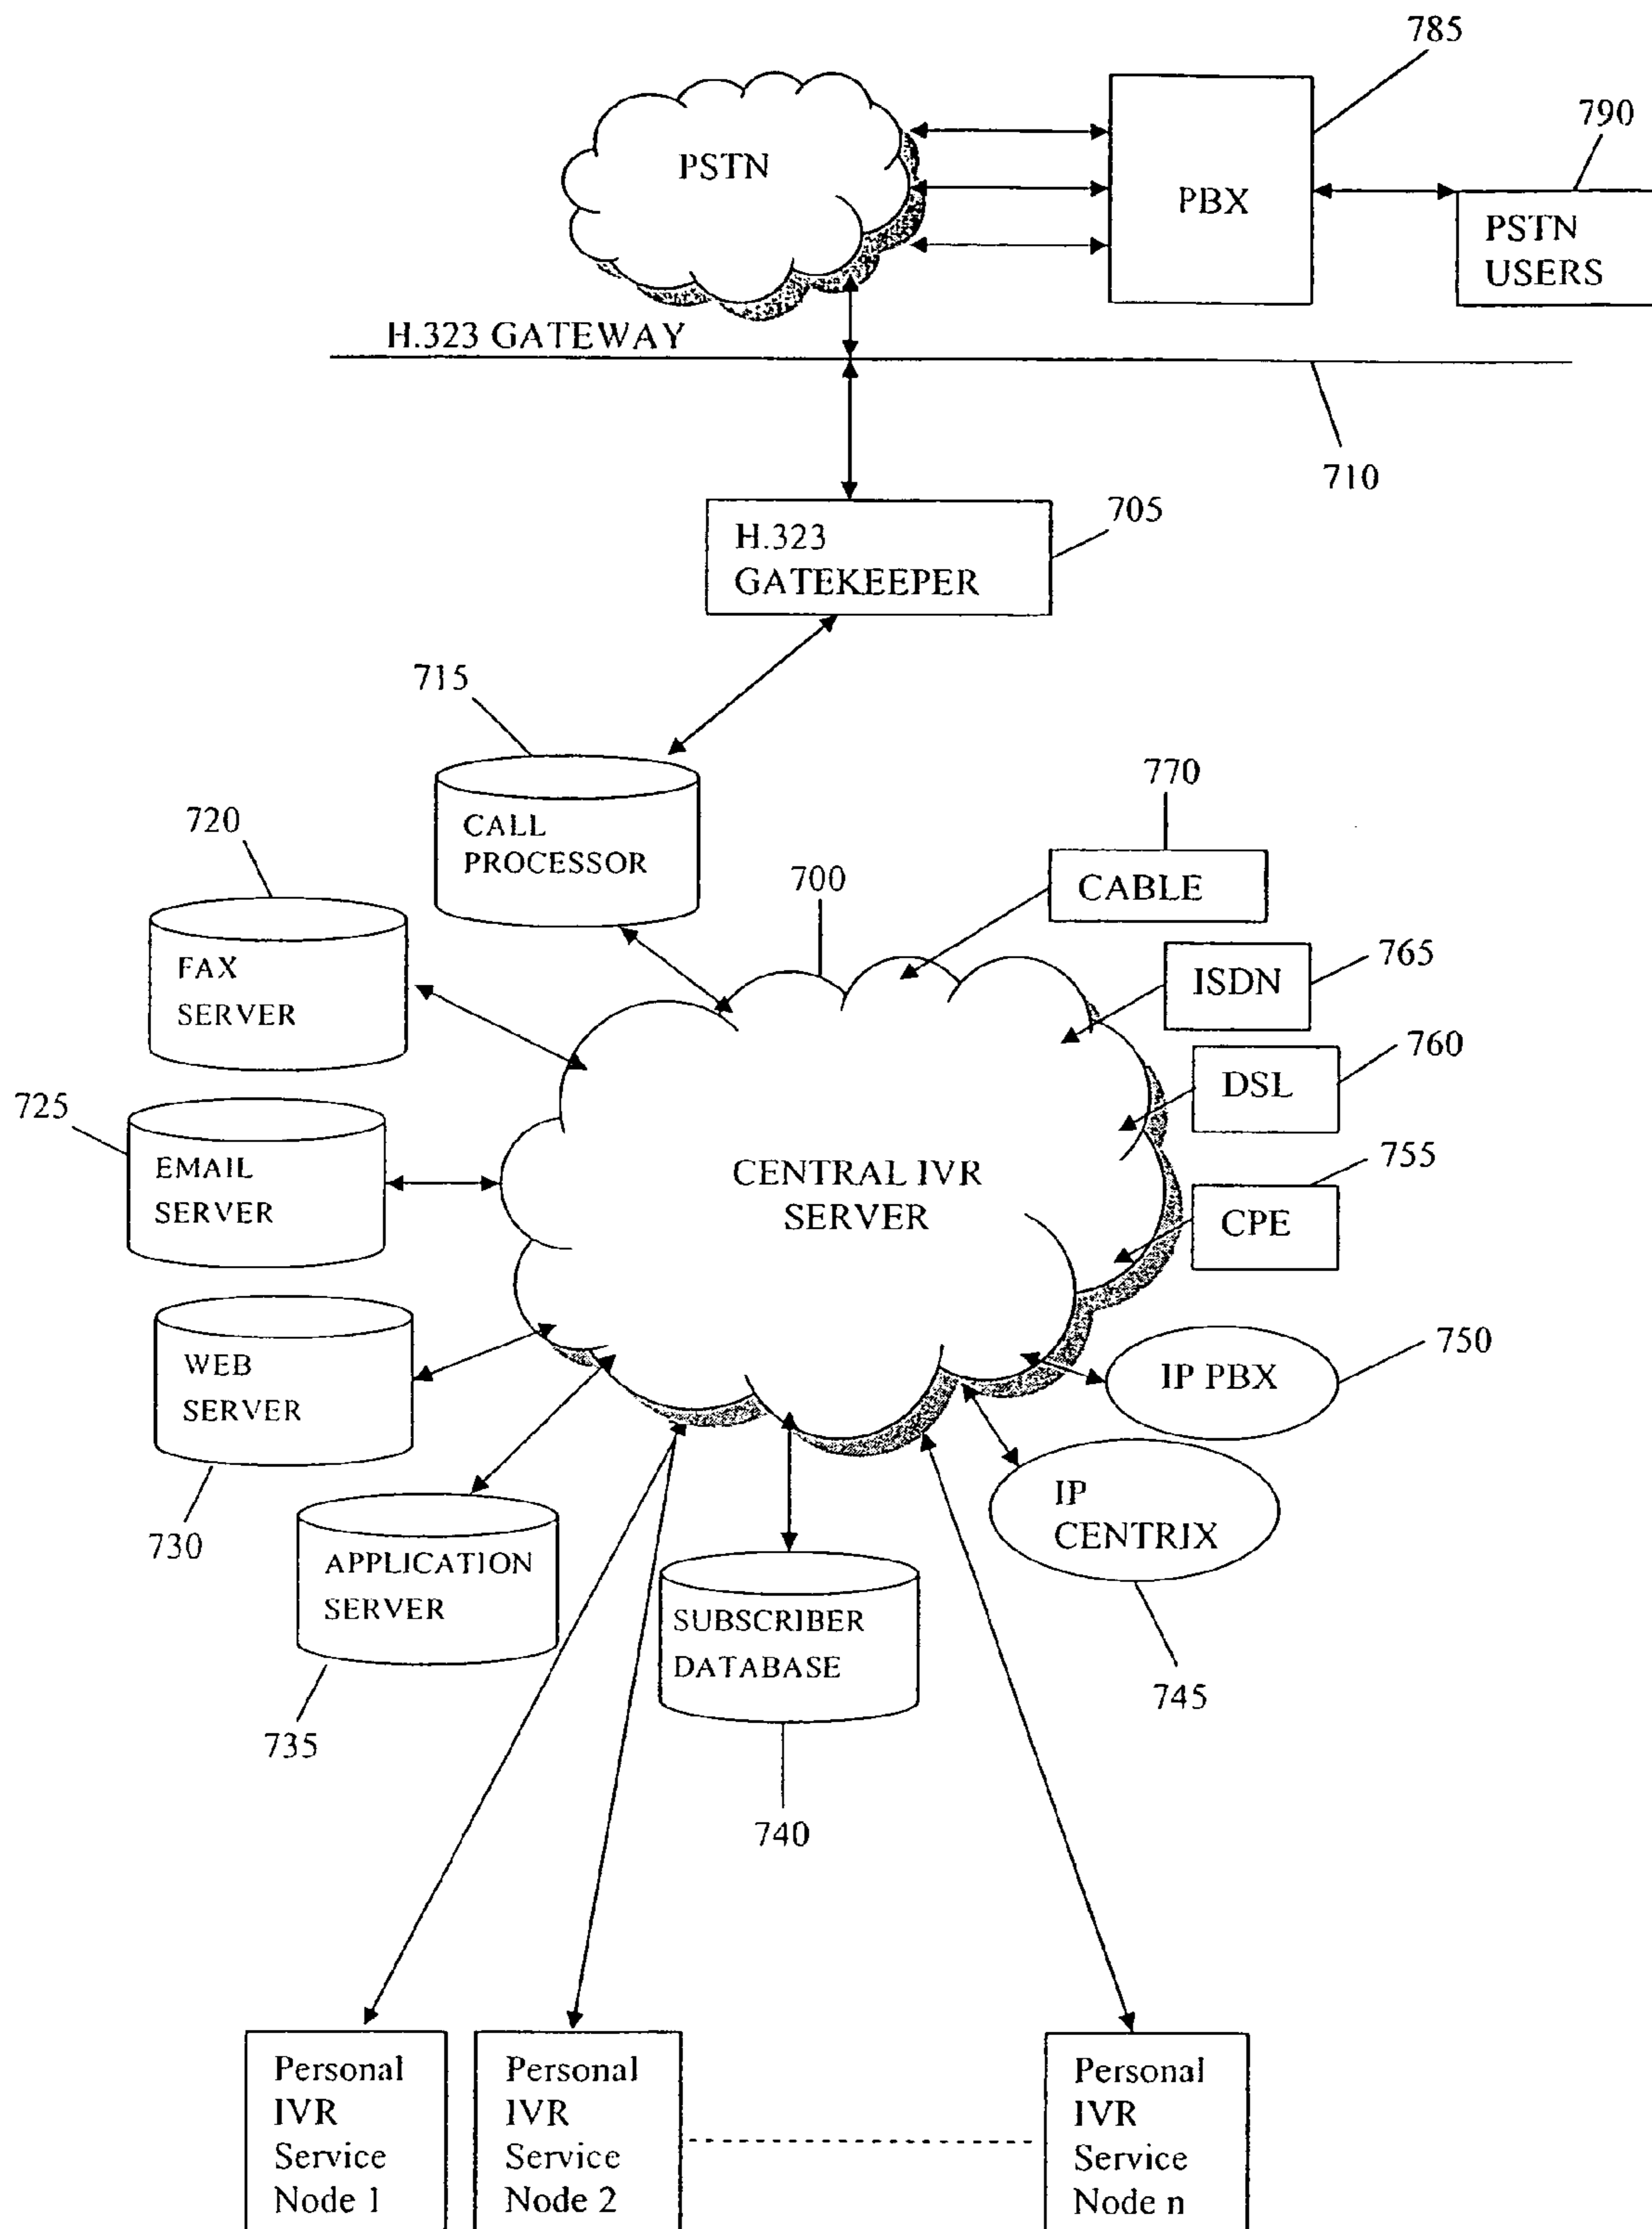 785
790
PSTN
PBX
PSTN
USERS
H.323 GATEWAY
710
705
H.323
GATEKEEPER
715
770
720
CALL
PROCESSOR
700
CABLE
765
FAX
SERVER
ISDN
760
DSL
725
755
EMAIL
SERVER
CENTRAL IVR
SERVER
CPE
750
WEB
SERVER
IP PBX
730
IP
CENTRIX
APPLICATION
SERVER
SUBSCRIBER
DATABASE
745
735
740
Personal
IVR
Service
Node 1
Personal
IVR
Service
Node 2
Personal
IVR
Service
Node n